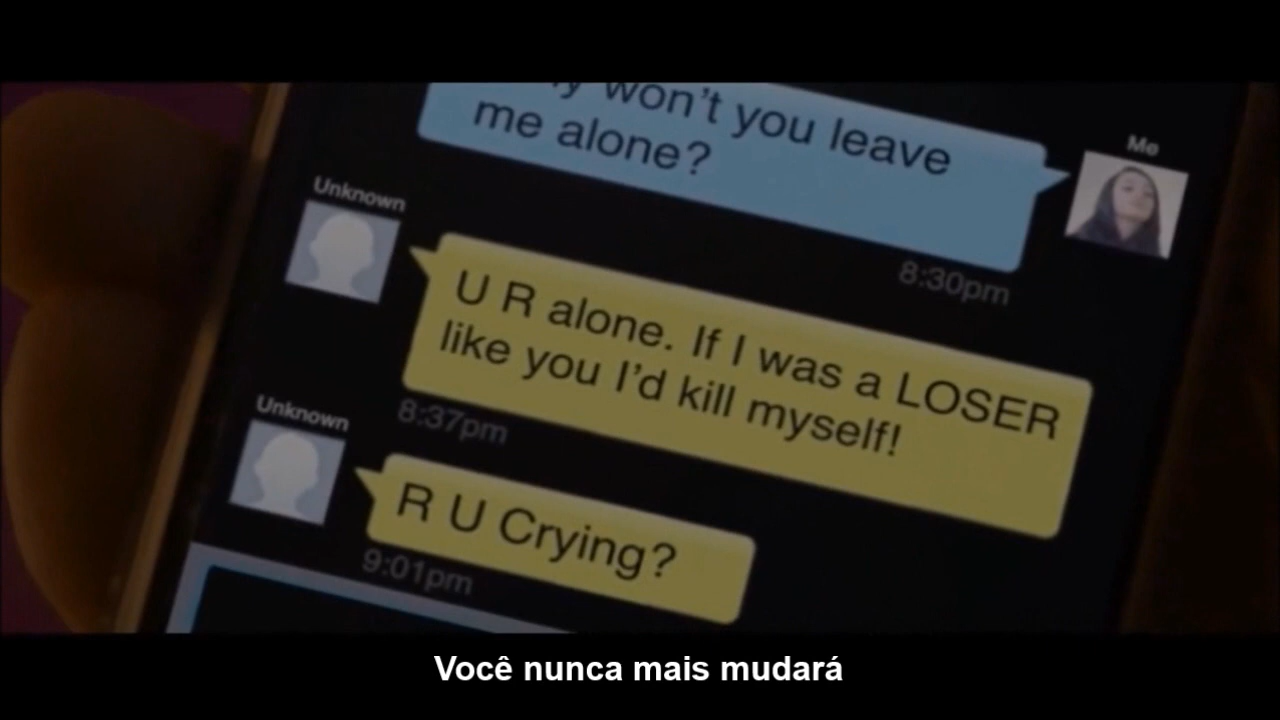 won't you leave
me alone?
Me
8:30pm
Unknown
U R alone. If I was a LOSER
like you I'd kill myself!
8:37pm
Unknown
R U Crying?
9:01pm
Você nunca mais mudará